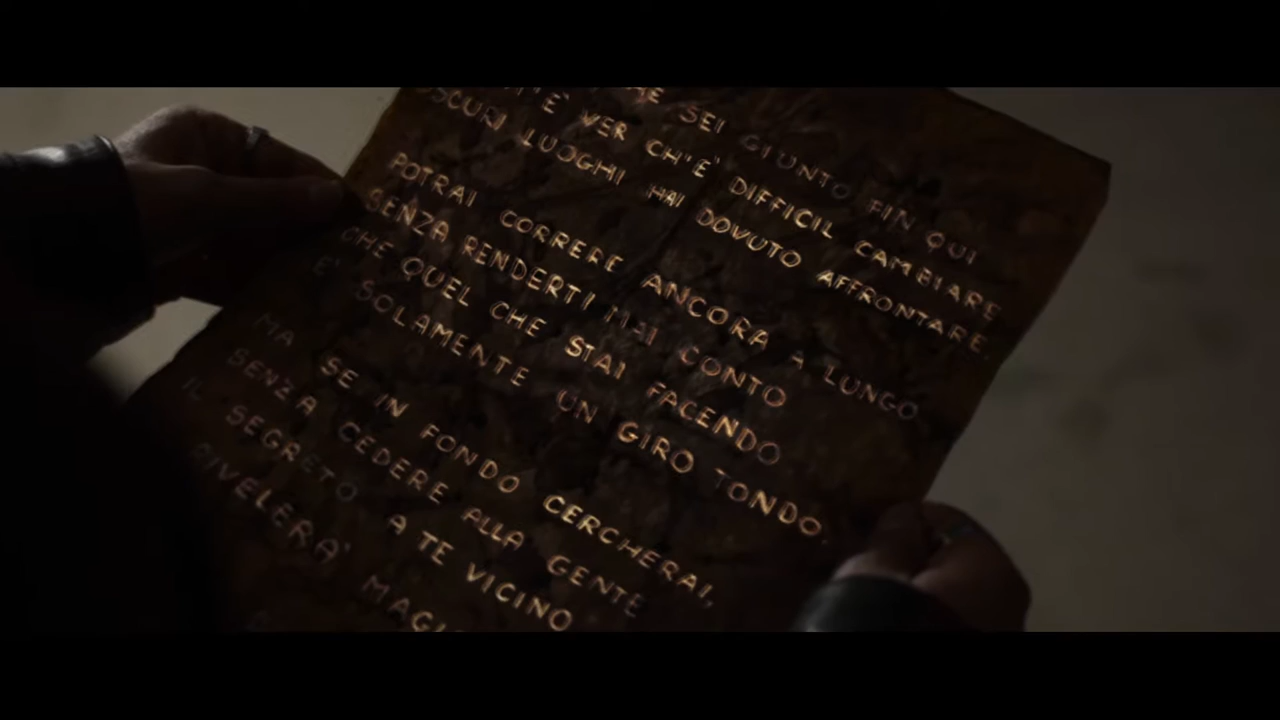 SEI GIUNTO FIN QUI
VER CH'È DIFFICIL CAMBIARE
OSCURI LUOGHI HAI DOVUTO AFFRONTARE.
POTRAI CORRERE ANCORA A LUNGO
SENZA RENDERTI MAI CONTO
CHE QUEL CHE STAI FACENDO
E' SOLAMENTE UN GIRO TONDO.
MA SE IN FONDO CERCHERAI,
SENZA CEDERE ALLA GENTE
IL SEGRETO A TE VICINO
RIVELERA'